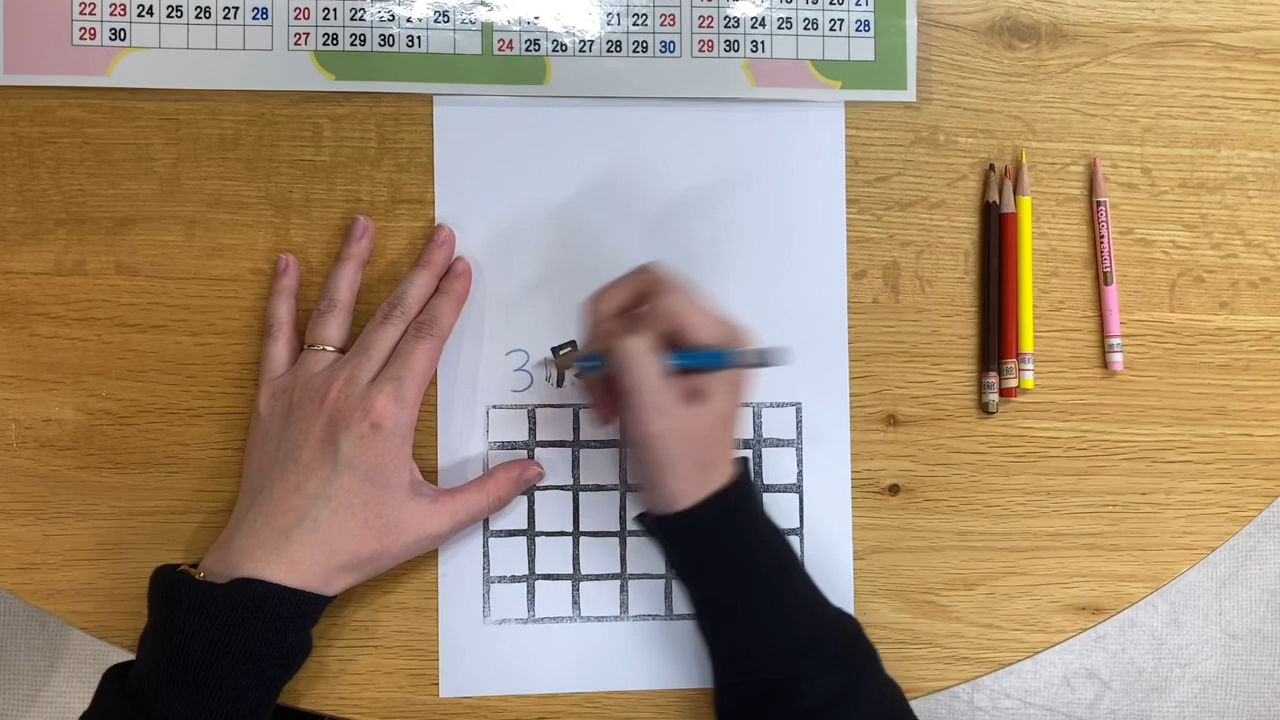 22 23 24 25 26 27 28
29 30
20 21 22 23 24 25
27 28 29 30 31
21 22 23
24 25 26 27 28 29 30
22 23 24 25 26 27 28
29 30 31
COLOR PENCILS
3